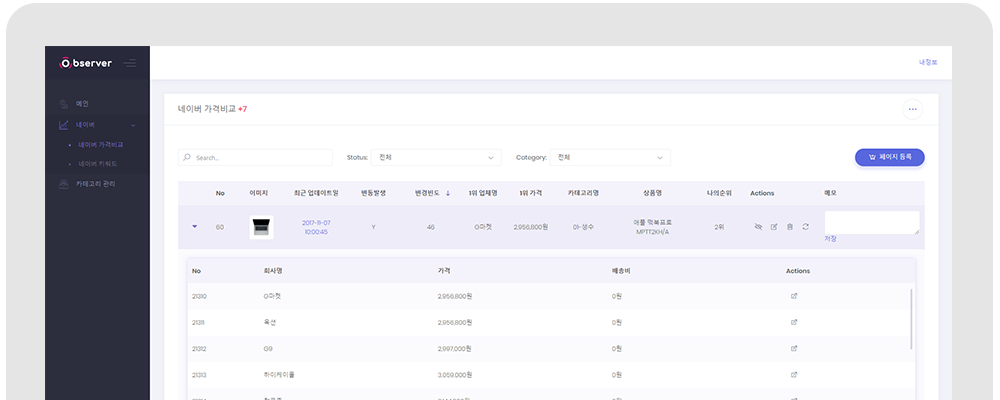 Observer
내정보
메인
네이버
네이버 가격비교
네이버 키워드
카테고리 관리
네이버 가격비교 +7
Search...
Status: 전체
Category: 전체
페이지 등록
No 이미지 최근 업데이트일 변동발생 변경빈도 1위 업체명 1위 가격 카테고리명 상품명 나의순위 Actions 메모
60 2017-11-07 10:00:45 Y 46 G마켓 2,956,800원 01-생수 애플 맥북프로 MPTT2KH/A 2위
저장
No 회사명 가격 배송비 Actions
21310 G마켓 2,956,800원 0원
21311 옥션 2,956,800원 0원
21312 G9 2,997,000원 0원
21313 하이케이몰 3,059,000원 0원